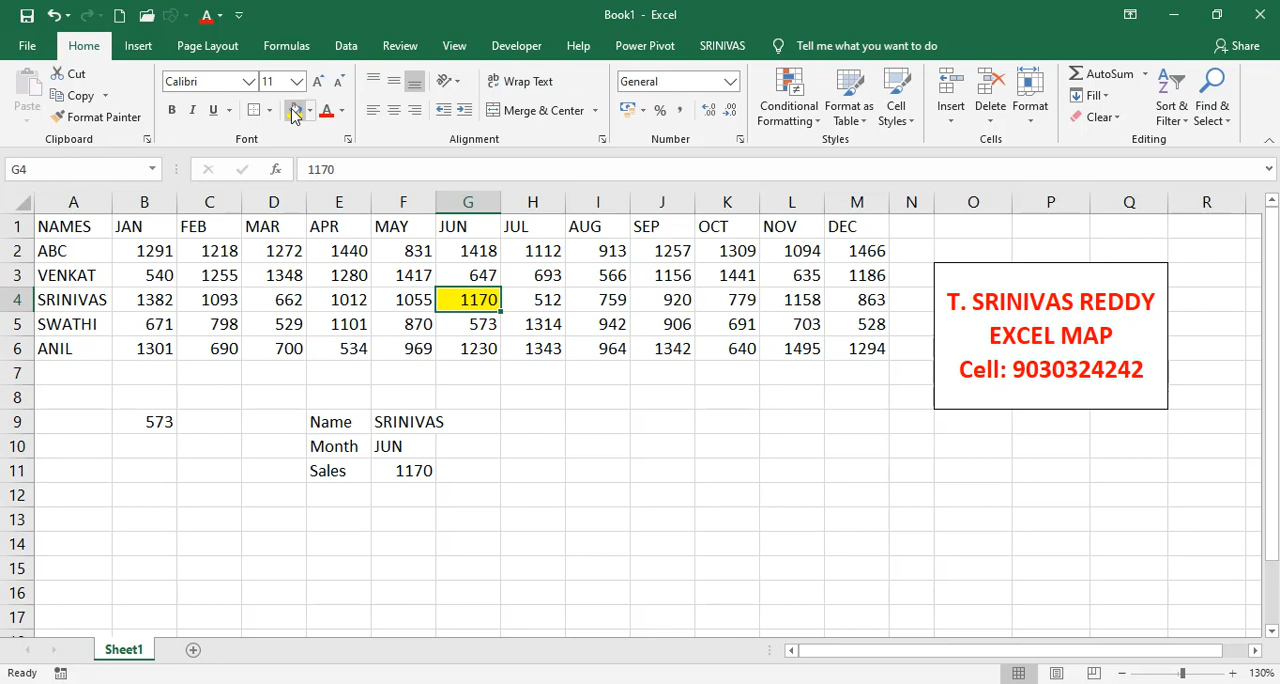 Book1 - Excel
File Home Insert Page Layout Formulas Data Review View Developer Help Power Pivot SRINIVAS Tell me what you want to do Share
Paste Cut Copy Format Painter Clipboard
Calibri 11 Font
Wrap Text Merge & Center Alignment
General Number
Conditional Formatting Format as Table Cell Styles Styles
Insert Delete Format Cells
AutoSum Fill Clear Sort & Filter Find & Select Editing
G4 fx 1170
A B C D E F G H I J K L M N O P Q R
1 NAMES JAN FEB MAR APR MAY JUN JUL AUG SEP OCT NOV DEC
2 ABC 1291 1218 1272 1440 831 1418 1112 913 1257 1309 1094 1466
3 VENKAT 540 1255 1348 1280 1417 647 693 566 1156 1441 635 1186
4 SRINIVAS 1382 1093 662 1012 1055 1170 512 759 920 779 1158 863
5 SWATHI 671 798 529 1101 870 573 1314 942 906 691 703 528
6 ANIL 1301 690 700 534 969 1230 1343 964 1342 640 1495 1294
T. SRINIVAS REDDY
EXCEL MAP
Cell: 9030324242
7
8
9 573 Name SRINIVAS
10 Month JUN
11 Sales 1170
12
13
14
15
16
17
Sheet1
Ready 130%